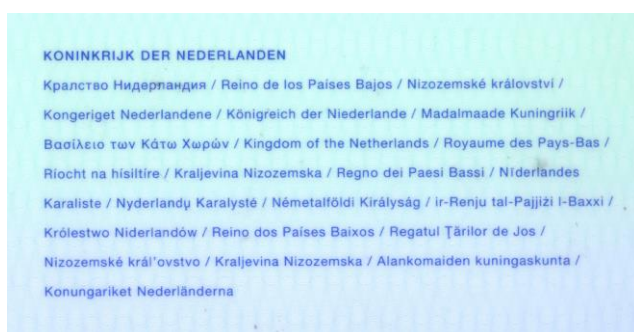 KONINKRIJK DER NEDERLANDEN
Кралство Нидерландия / Reino de los Países Bajos / Nizozemské království /
Kongeriget Nederlandene / Königreich der Niederlande / Madalmaade Kuningriik /
Βασίλειο των Κάτω Χωρών / Kingdom of the Netherlands / Royaume des Pays-Bas /
Ríocht na hísiltíre / Kraljevina Nizozemska / Regno dei Paesi Bassi / Nīderlandes
Karaliste / Nyderlandų Karalystė / Németalföldi Királyság / ir-Renju tal-Pajjiżi l-Baxxi /
Królestwo Niderlandów / Reino dos Países Baixos / Regatul Ţărilor de Jos /
Nizozemské král'ovstvo / Kraljevina Nizozemska / Alankomaiden kuningaskunta /
Konungariket Nederländerna